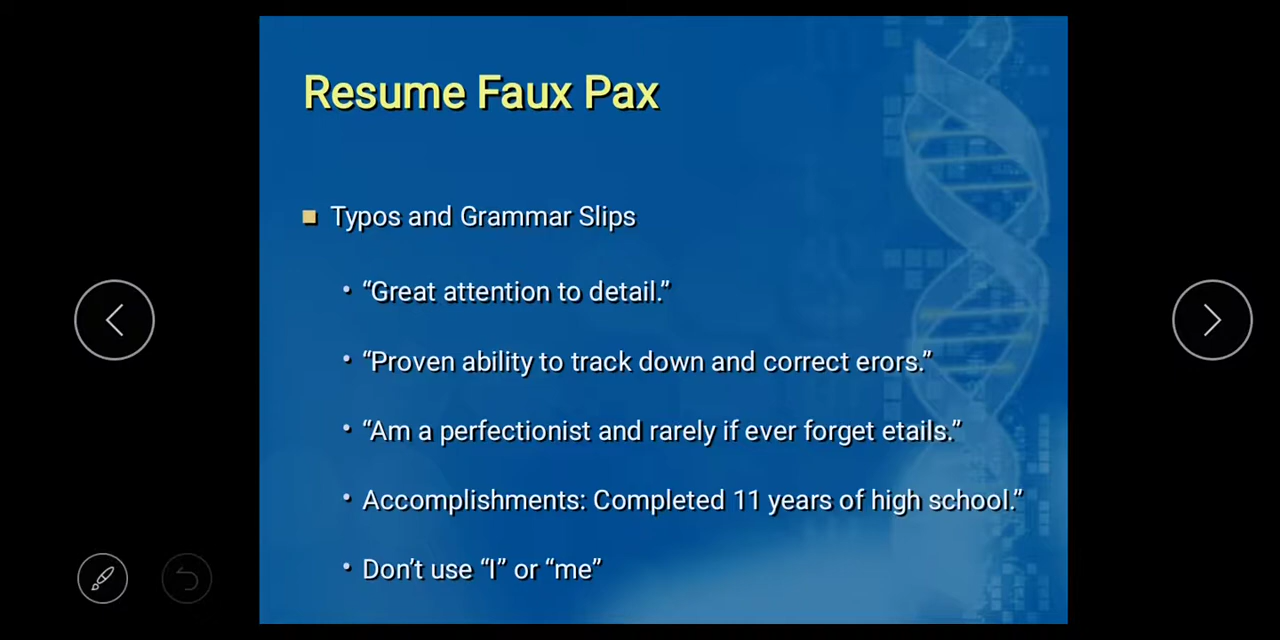 Resume Faux Pax
Typos and Grammar Slips
“Great attention to detail.”
“Proven ability to track down and correct erors.”
“Am a perfectionist and rarely if ever forget etails.”
Accomplishments: Completed 11 years of high school.”
Don’t use “I” or “me”